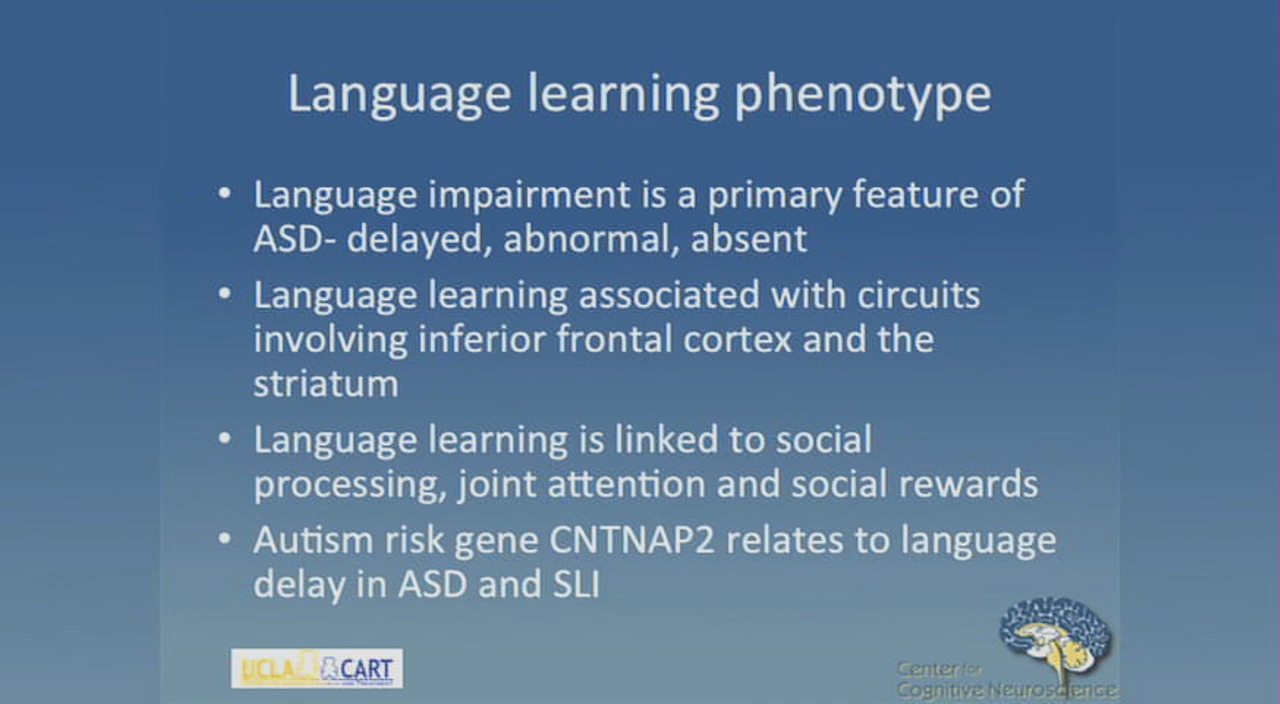 Language learning phenotype
• Language impairment is a primary feature of
ASD- delayed, abnormal, absent
• Language learning associated with circuits
involving inferior frontal cortex and the
striatum
• Language learning is linked to social
processing, joint attention and social rewards
• Autism risk gene CNTNAP2 relates to language
delay in ASD and SLI
UCLA CART
Center for
Cognitive Neuroscience